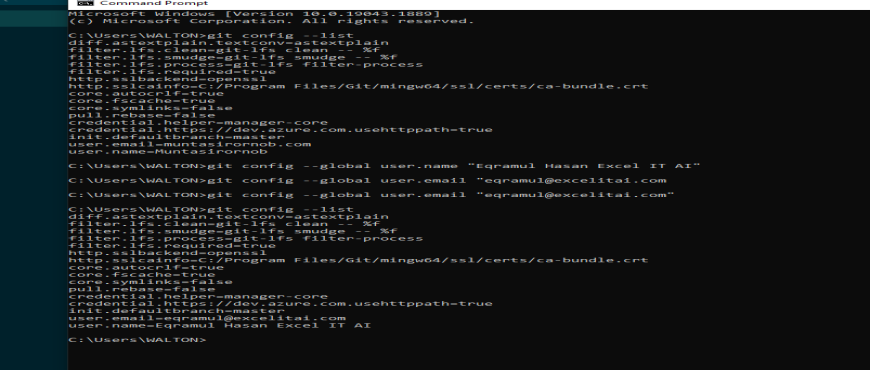 Command Prompt
Microsoft Windows [Version 10.0.19043.1889]
(c) Microsoft Corporation. All rights reserved.
C:\Users\WALTON>git config --list
diff.astextplain.textconv=astextplain
filter.lfs.clean=git-lfs clean -- %f
filter.lfs.smudge=git-lfs smudge -- %f
filter.lfs.process=git-lfs filter-process
filter.lfs.required=true
http.sslbackend=openssl
http.sslcainfo=C:/Program Files/Git/mingw64/ssl/certs/ca-bundle.crt
core.autocrlf=true
core.fscache=true
core.symlinks=false
pull.rebase=false
credential.helper=manager-core
credential.https://dev.azure.com.usehttppath=true
init.defaultbranch=master
user.email=muntasirornob.com
user.name=Muntasirornob
C:\Users\WALTON>git config --global user.name "Eqramul Hasan Excel IT AI"
C:\Users\WALTON>git config --global user.email "eqramul@excelitai.com
C:\Users\WALTON>git config --global user.email "eqramul@excelitai.com"
C:\Users\WALTON>git config --list
diff.astextplain.textconv=astextplain
filter.lfs.clean=git-lfs clean -- %f
filter.lfs.smudge=git-lfs smudge -- %f
filter.lfs.process=git-lfs filter-process
filter.lfs.required=true
http.sslbackend=openssl
http.sslcainfo=C:/Program Files/Git/mingw64/ssl/certs/ca-bundle.crt
core.autocrlf=true
core.fscache=true
core.symlinks=false
pull.rebase=false
credential.helper=manager-core
credential.https://dev.azure.com.usehttppath=true
init.defaultbranch=master
user.email=eqramul@excelitai.com
user.name=Eqramul Hasan Excel IT AI
C:\Users\WALTON>